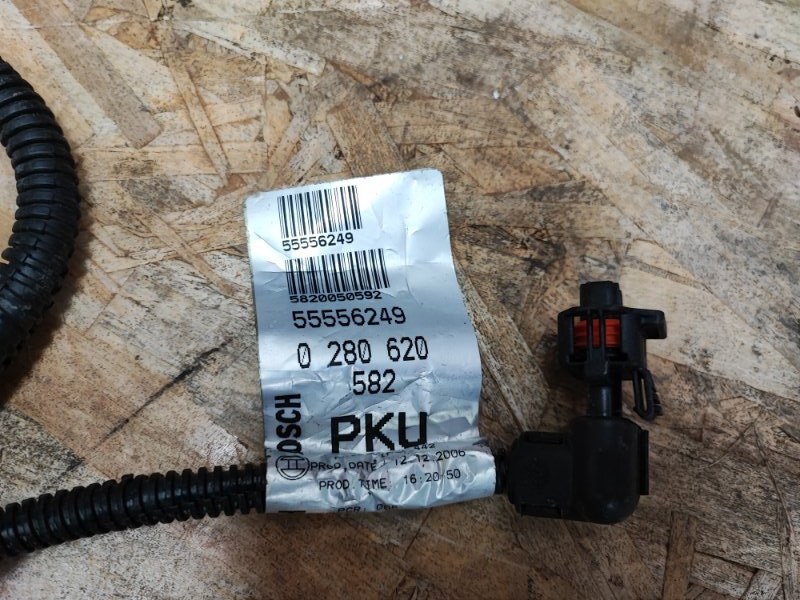 55556249
5820050592
55556249
0 280 620
582
BOSCH
PKU
PROD.DATE 12.12.2006
PROD.TIME 16:20:50